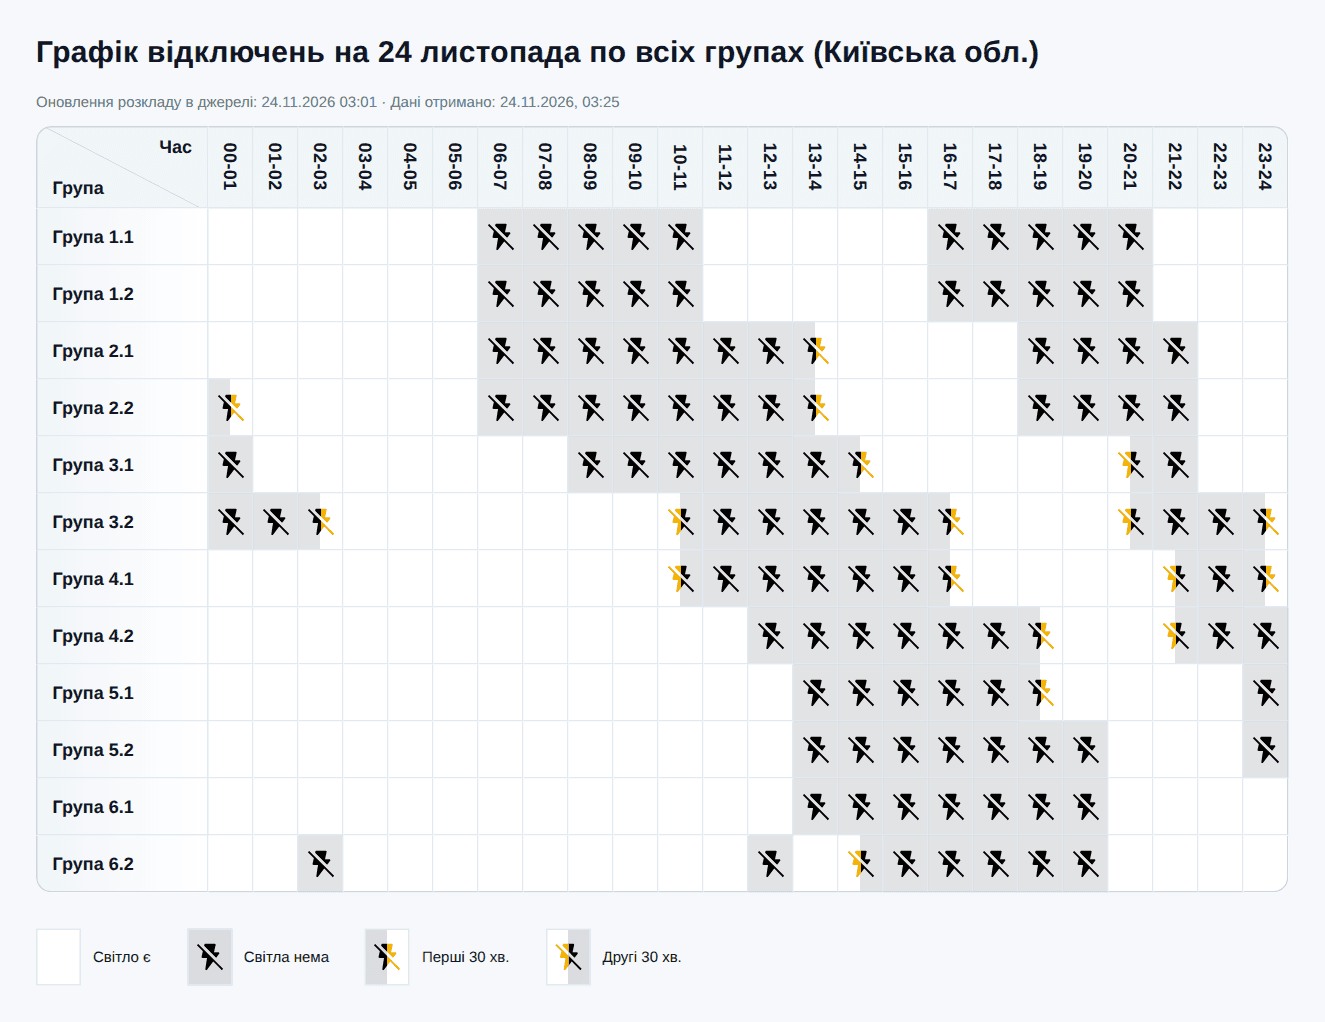 Графік відключень на 24 листопада по всіх групах (Київська обл.)
Оновлення розкладу в джерелі: 24.11.2026 03:01 · Дані отримано: 24.11.2026, 03:25
Час
Група
00-01 01-02 02-03 03-04 04-05 05-06 06-07 07-08 08-09 09-10 10-11 11-12 12-13 13-14 14-15 15-16 16-17 17-18 18-19 19-20 20-21 21-22 22-23 23-24
Група 1.1
Група 1.2
Група 2.1
Група 2.2
Група 3.1
Група 3.2
Група 4.1
Група 4.2
Група 5.1
Група 5.2
Група 6.1
Група 6.2
Світло є Світла нема Перші 30 хв. Другі 30 хв.